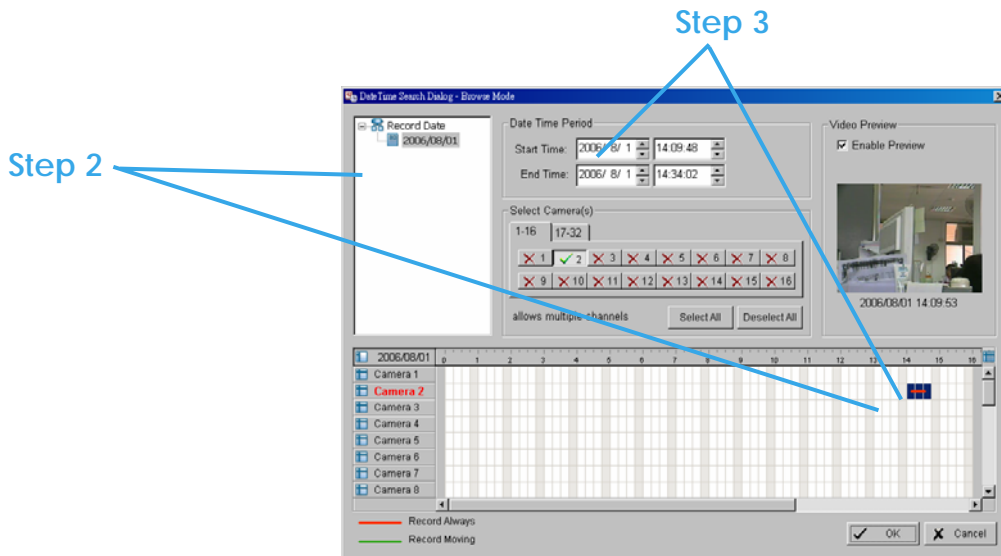 Step 3
DateTime Search Dialog - Browse Mode
Record Date
2006/08/01
Date Time Period
Start Time: 2006/ 8/ 1 14:09:48
End Time: 2006/ 8/ 1 14:34:02
Video Preview
Enable Preview
2006/08/01 14:09:53
Step 2
Select Camera(s)
1-16 17-32
1 2 3 4 5 6 7 8
9 10 11 12 13 14 15 16
allows multiple channels Select All Deselect All
2006/08/01 0 1 2 3 4 5 6 7 8 9 10 11 12 13 14 15 16
Camera 1
Camera 2
Camera 3
Camera 4
Camera 5
Camera 6
Camera 7
Camera 8
Record Always
Record Moving
OK Cancel